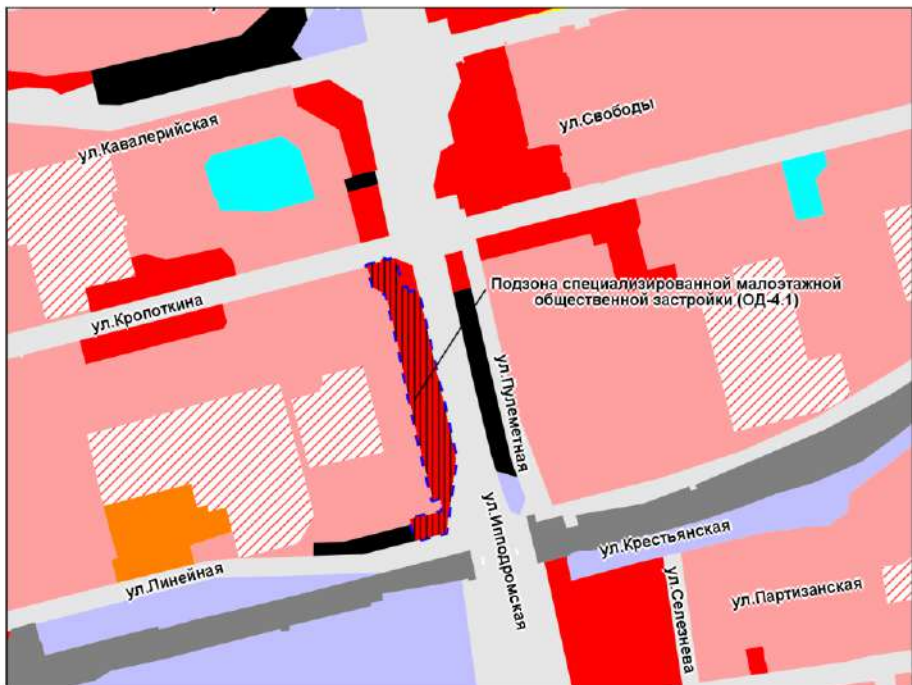 ул.Кавалерийская
ул.Свободы
ул.Кропоткина
Подзона специализированной малоэтажной
общественной застройки (ОД-4.1)
ул.Пулеметная
ул.Ипподромская
ул.Крестьянская
ул.Линейная
ул.Селезнева
ул.Партизанская